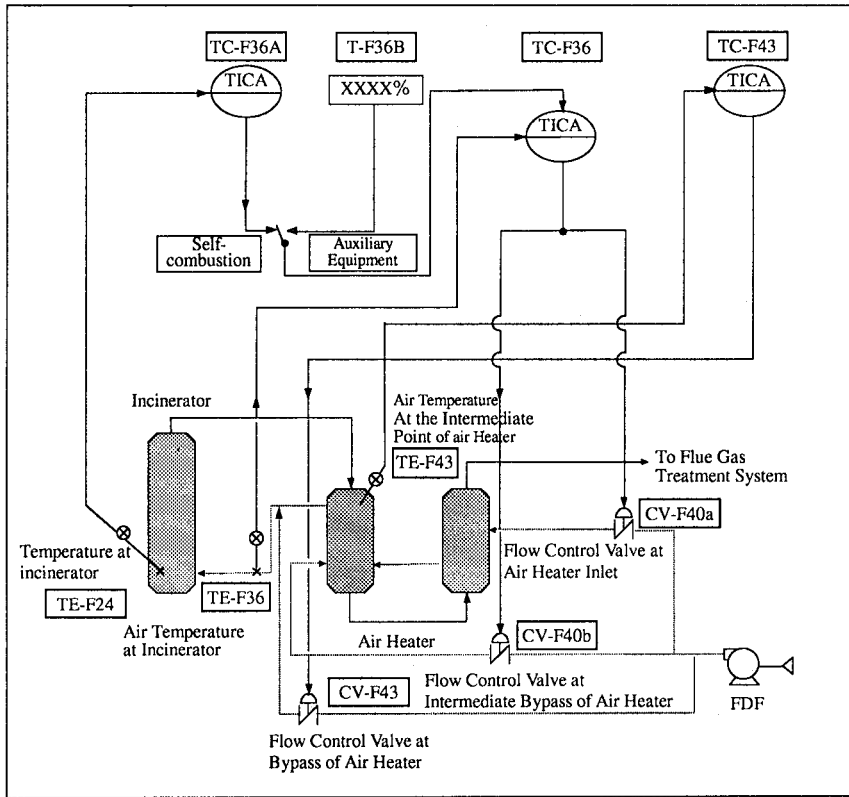 TC-F36A
T-F36B
TC-F36
TC-F43
TICA
XXXX%
TICA
TICA
Self-
combustion
Auxiliary
Equipment
Incinerator
Air Temperature
At the Intermediate
Point of air Heater
TE-F43
To Flue Gas
Treatment System
CV-F40a
Flow Control Valve at
Air Heater Inlet
Temperature at
incinerator
TE-F24
TE-F36
Air Temperature
at Incinerator
Air Heater
CV-F40b
Flow Control Valve at
Intermediate Bypass of Air Heater
FDF
CV-F43
Flow Control Valve at
Bypass of Air Heater